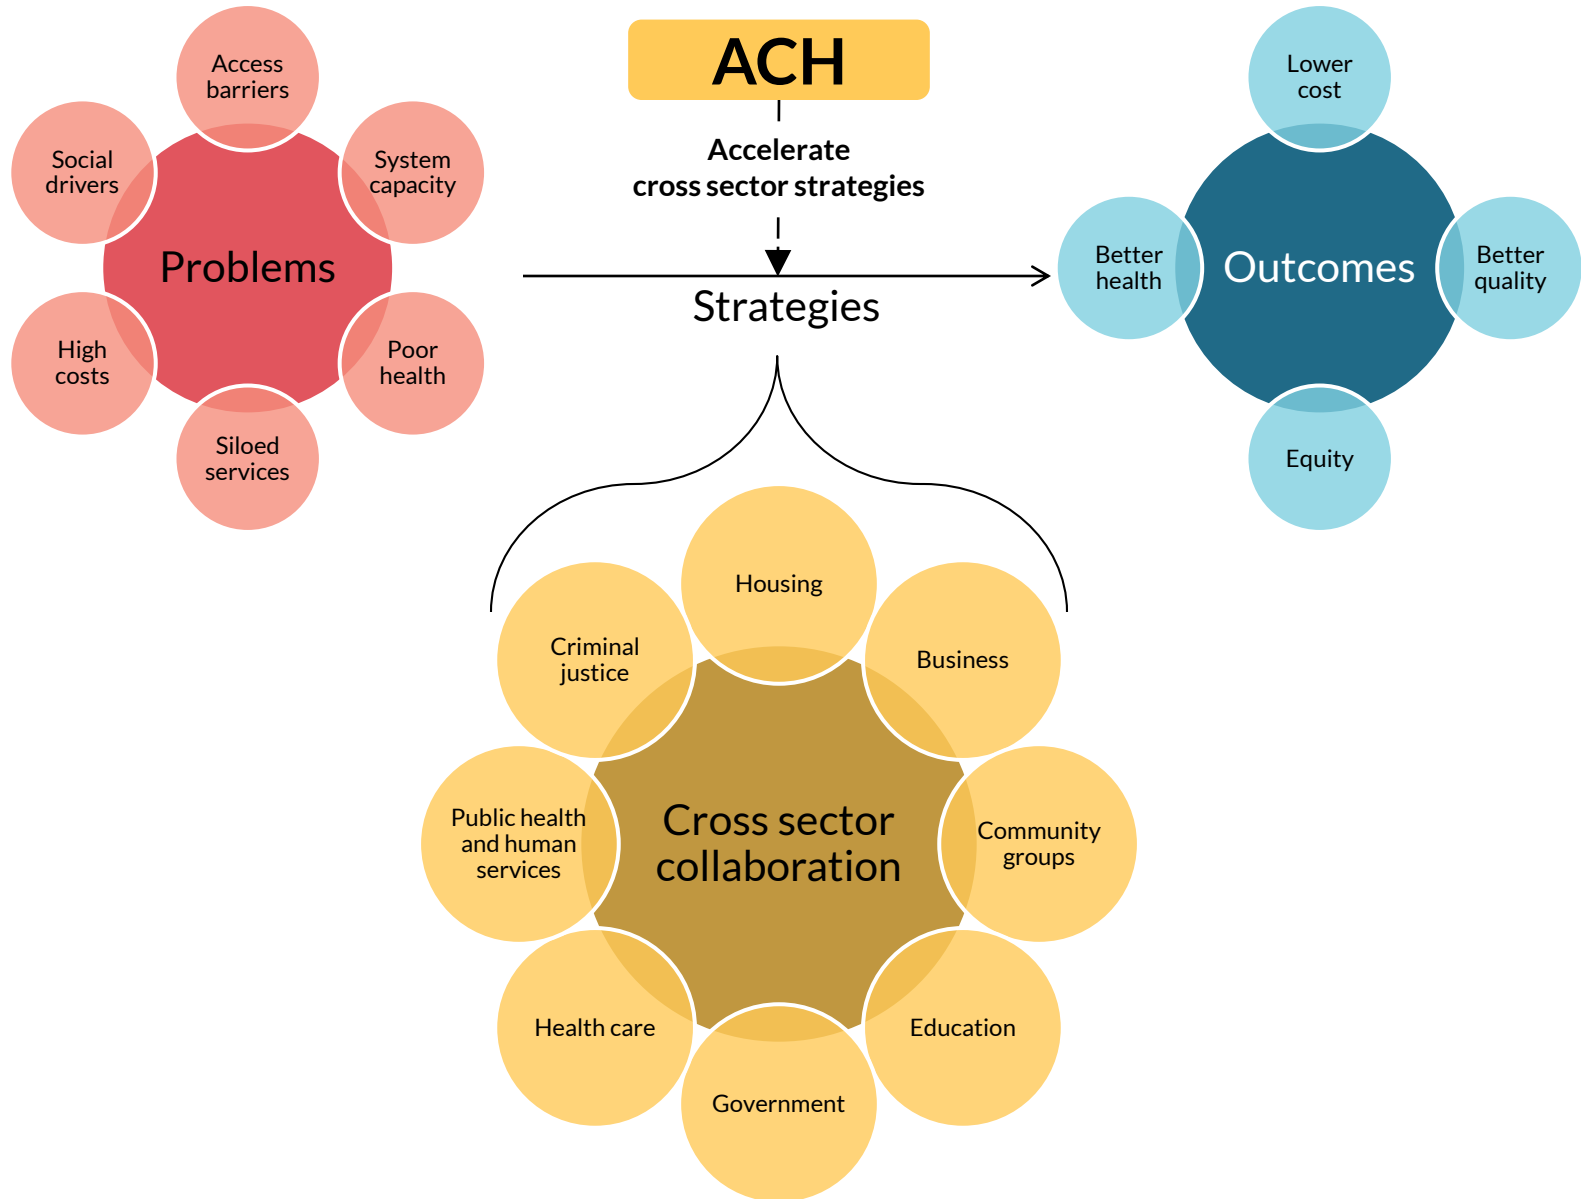 Access
barriers
Social
drivers
System
capacity
Problems
High
costs
Poor
health
Siloed
services
ACH
Accelerate
cross sector strategies
Strategies
Lower
cost
Better
health
Outcomes
Better
quality
Equity
Housing
Criminal
justice
Business
Public health
and human
services
Cross sector
collaboration
Community
groups
Health care
Education
Government